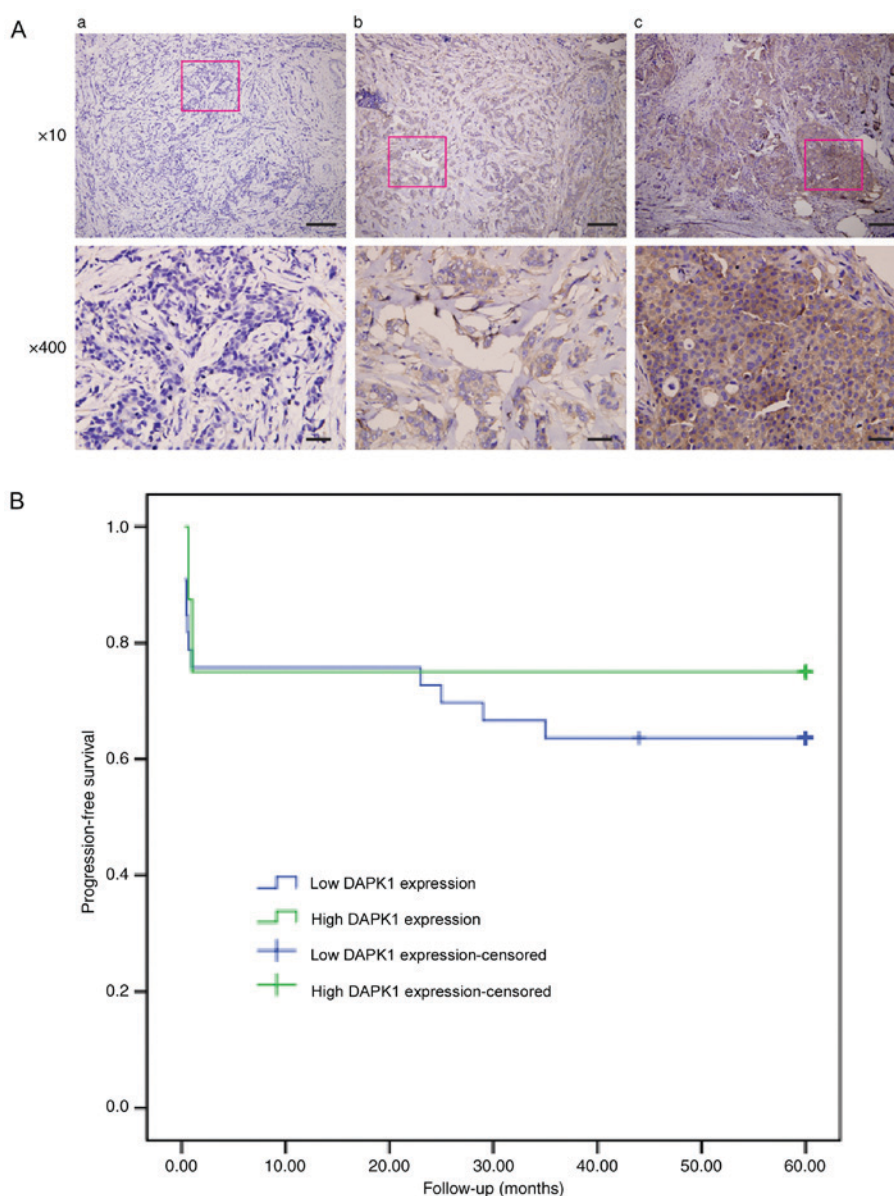 A
a
b
c
×10
×400
B
1.0
0.8
0.6
0.4
0.2
0.0
Progression-free survival
Low DAPK1 expression
High DAPK1 expression
Low DAPK1 expression-censored
High DAPK1 expression-censored
0.00 10.00 20.00 30.00 40.00 50.00 60.00
Follow-up (months)